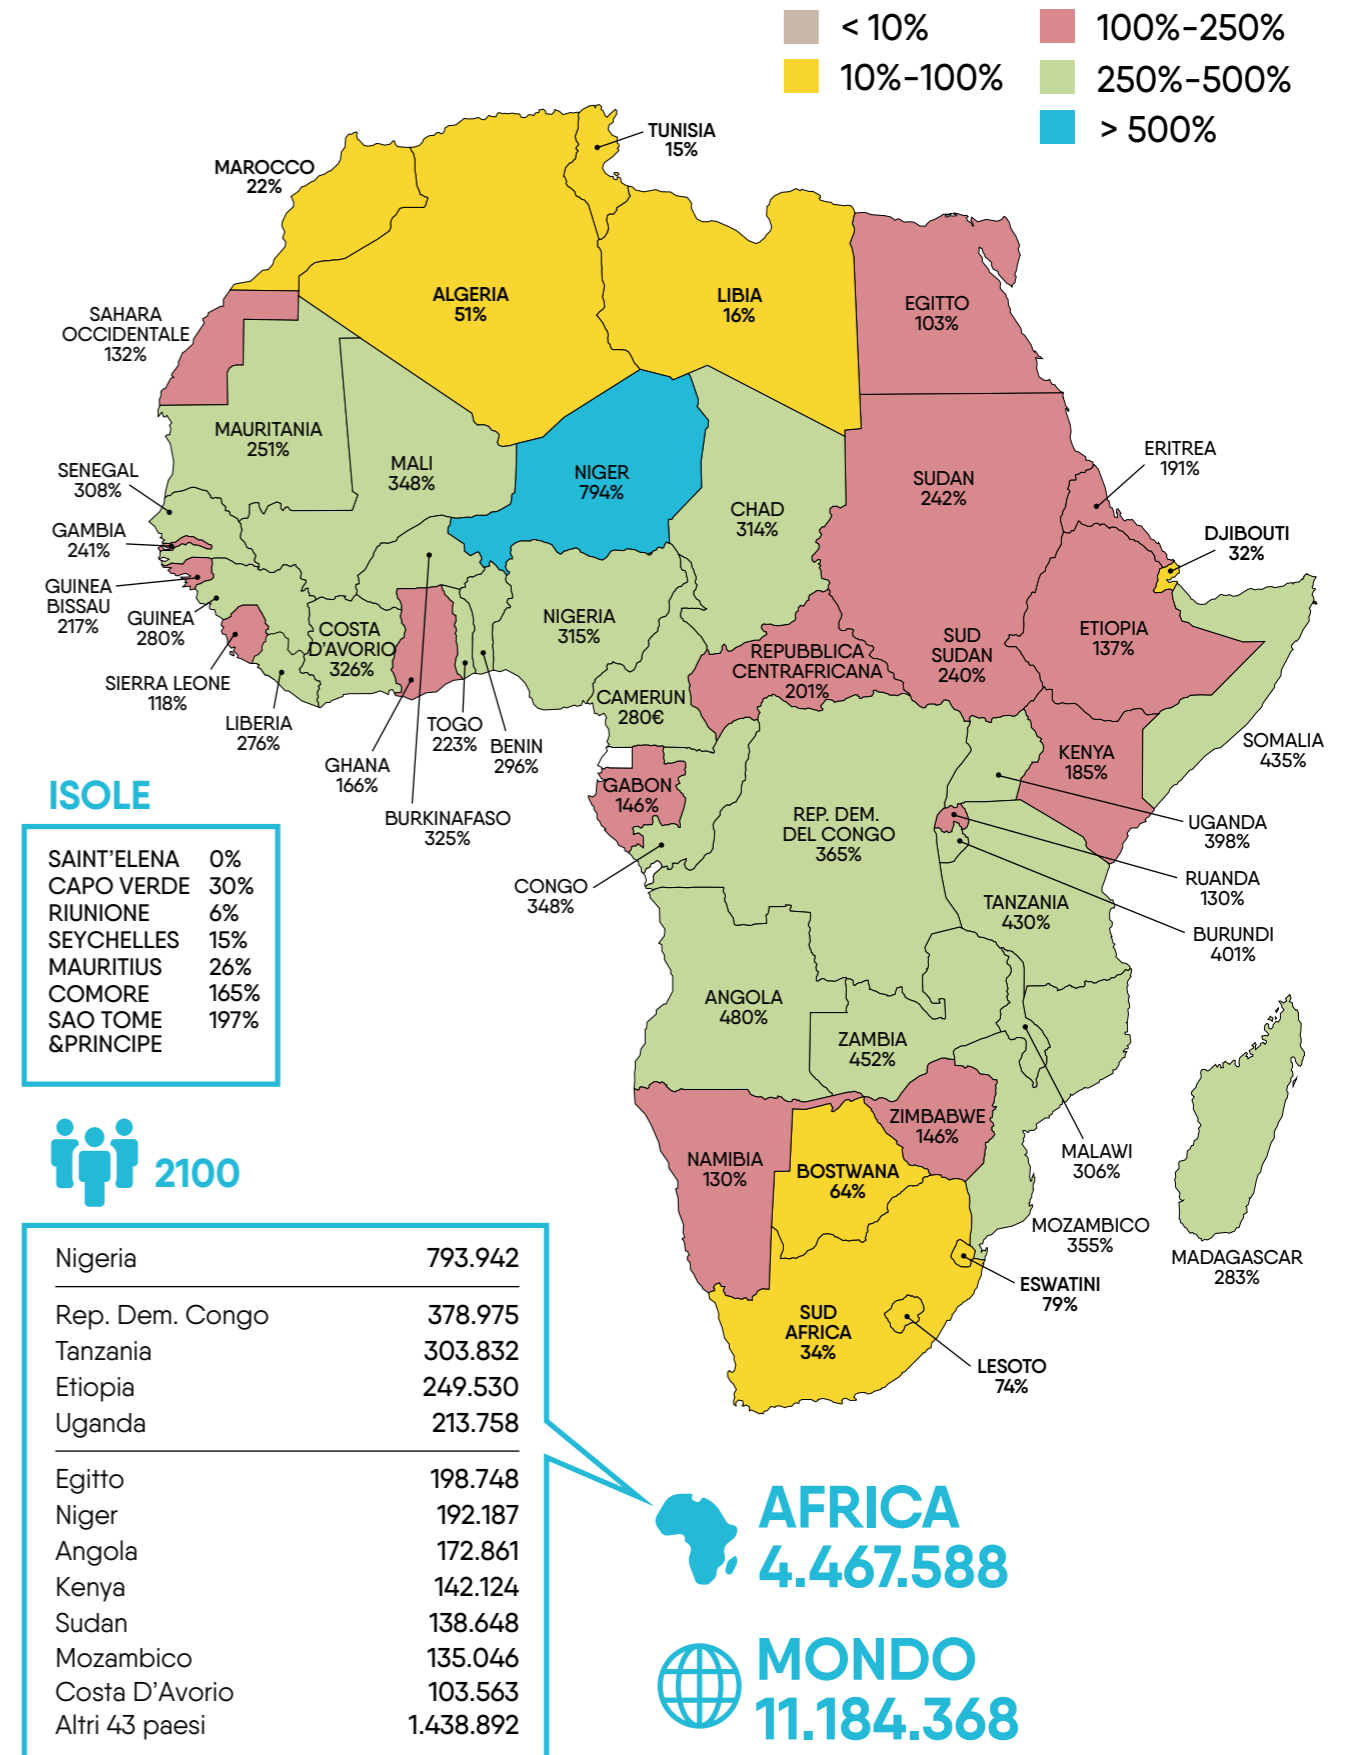 < 10%
10%-100%
100%-250%
250%-500%
> 500%
TUNISIA
15%
MAROCCO
22%
ALGERIA
51%
LIBIA
16%
EGITTO
103%
SAHARA
OCCIDENTALE
132%
MAURITANIA
251%
MALI
348%
NIGER
794%
CHAD
314%
SUDAN
242%
ERITREA
191%
DJIBOUTI
32%
SENEGAL
308%
GAMBIA
241%
GUINEA
BISSAU
217%
GUINEA
280%
SIERRA LEONE
118%
LIBERIA
276%
COSTA
D'AVORIO
326%
GHANA
166%
BURKINAFASO
325%
TOGO
223%
BENIN
296%
NIGERIA
315%
CAMERUN
280€
REPUBBLICA
CENTRAFRICANA
201%
SUD
SUDAN
240%
ETIOPIA
137%
SOMALIA
435%
KENYA
185%
UGANDA
398%
RUANDA
130%
BURUNDI
401%
GABON
146%
CONGO
348%
REP. DEM.
DEL CONGO
365%
TANZANIA
430%
ANGOLA
480%
ZAMBIA
452%
MALAWI
306%
ZIMBABWE
146%
NAMIBIA
130%
BOSTWANA
64%
MOZAMBICO
355%
MADAGASCAR
283%
ESWATINI
79%
SUD
AFRICA
34%
LESOTO
74%
ISOLE
SAINT'ELENA 0%
CAPO VERDE 30%
RIUNIONE 6%
SEYCHELLES 15%
MAURITIUS 26%
COMORE 165%
SAO TOME 197%
&PRINCIPE
2100
Nigeria 793.942
Rep. Dem. Congo 378.975
Tanzania 303.832
Etiopia 249.530
Uganda 213.758
Egitto 198.748
Niger 192.187
Angola 172.861
Kenya 142.124
Sudan 138.648
Mozambico 135.046
Costa D'Avorio 103.563
Altri 43 paesi 1.438.892
AFRICA
4.467.588
MONDO
11.184.368